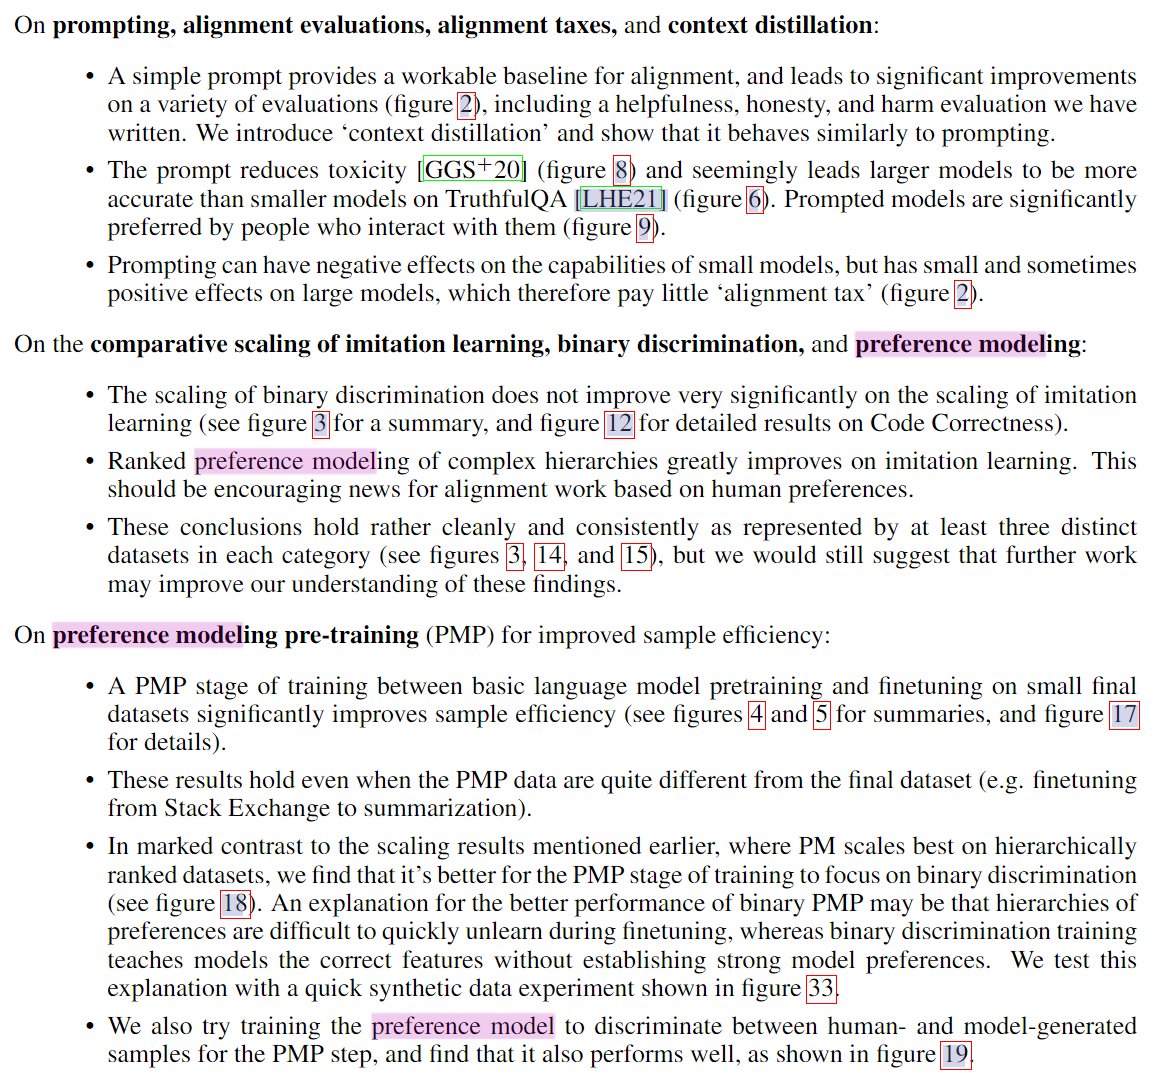 On prompting, alignment evaluations, alignment taxes, and context distillation:
• A simple prompt provides a workable baseline for alignment, and leads to significant improvements
on a variety of evaluations (figure 2), including a helpfulness, honesty, and harm evaluation we have
written. We introduce ‘context distillation’ and show that it behaves similarly to prompting.
• The prompt reduces toxicity [GGS+20] (figure 8) and seemingly leads larger models to be more
accurate than smaller models on TruthfulQA [LHE21] (figure 6). Prompted models are significantly
preferred by people who interact with them (figure 9).
• Prompting can have negative effects on the capabilities of small models, but has small and sometimes
positive effects on large models, which therefore pay little ‘alignment tax’ (figure 2).
On the comparative scaling of imitation learning, binary discrimination, and preference modeling:
• The scaling of binary discrimination does not improve very significantly on the scaling of imitation
learning (see figure 3 for a summary, and figure 12 for detailed results on Code Correctness).
• Ranked preference modeling of complex hierarchies greatly improves on imitation learning. This
should be encouraging news for alignment work based on human preferences.
• These conclusions hold rather cleanly and consistently as represented by at least three distinct
datasets in each category (see figures 3, 14, and 15), but we would still suggest that further work
may improve our understanding of these findings.
On preference modeling pre-training (PMP) for improved sample efficiency:
• A PMP stage of training between basic language model pretraining and finetuning on small final
datasets significantly improves sample efficiency (see figures 4 and 5 for summaries, and figure 17
for details).
• These results hold even when the PMP data are quite different from the final dataset (e.g. finetuning
from Stack Exchange to summarization).
• In marked contrast to the scaling results mentioned earlier, where PM scales best on hierarchically
ranked datasets, we find that it’s better for the PMP stage of training to focus on binary discrimination
(see figure 18). An explanation for the better performance of binary PMP may be that hierarchies of
preferences are difficult to quickly unlearn during finetuning, whereas binary discrimination training
teaches models the correct features without establishing strong model preferences. We test this
explanation with a quick synthetic data experiment shown in figure 33.
• We also try training the preference model to discriminate between human- and model-generated
samples for the PMP step, and find that it also performs well, as shown in figure 19.